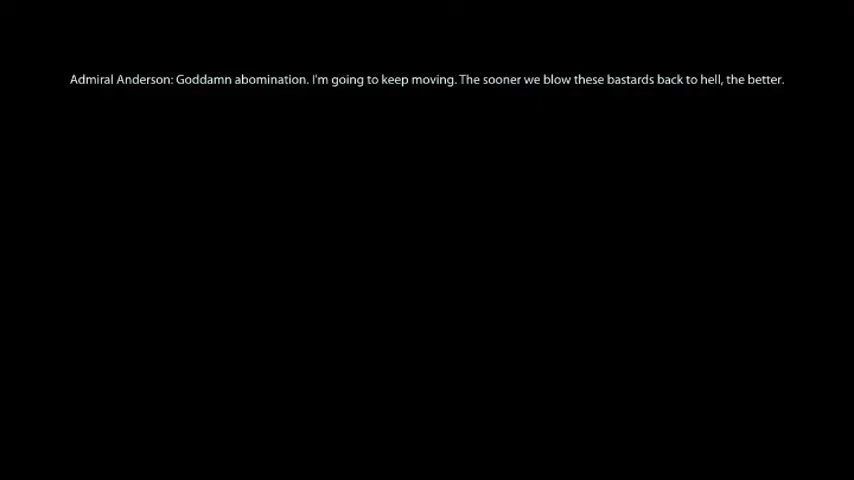 Admiral Anderson: Goddamn abomination. I'm going to keep moving. The sooner we blow these bastards back to hell, the better.